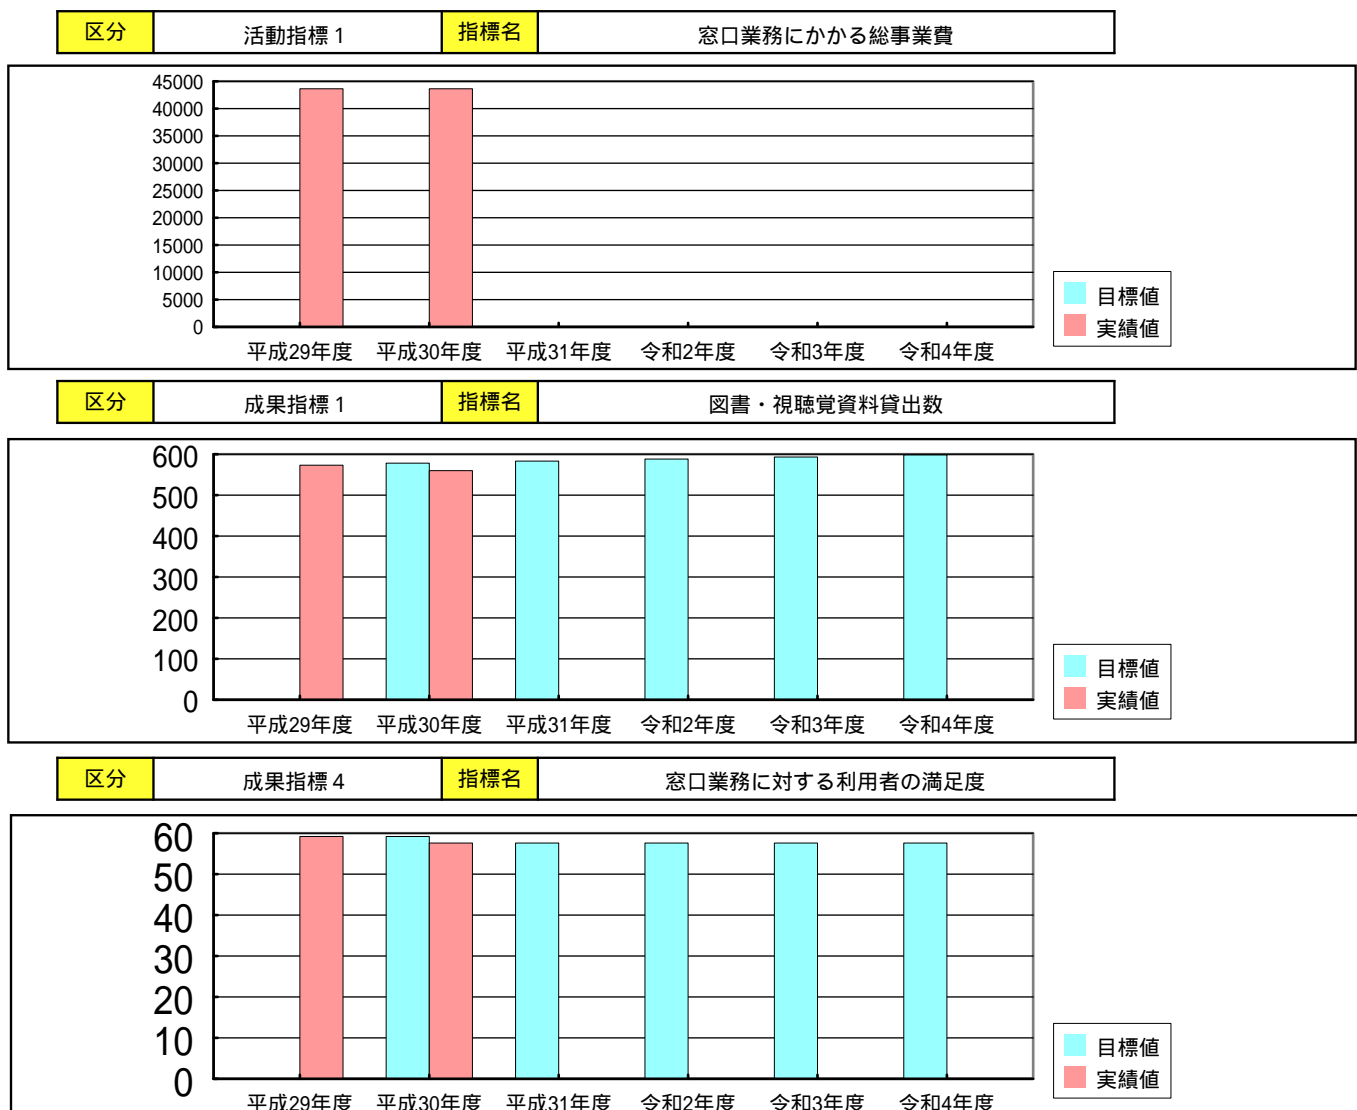 区分 活動指標1 指標名 窓口業務にかかる総事業費
45000
40000
35000
30000
25000
20000
15000
10000
5000
0
平成29年度 平成30年度 平成31年度 令和2年度 令和3年度 令和4年度
目標値
実績値
区分 成果指標1 指標名 図書・視聴覚資料貸出数
600
500
400
300
200
100
0
平成29年度 平成30年度 平成31年度 令和2年度 令和3年度 令和4年度
目標値
実績値
区分 成果指標4 指標名 窓口業務に対する利用者の満足度
60
50
40
30
20
10
0
平成29年度 平成30年度 平成31年度 令和2年度 令和3年度 令和4年度
目標値
実績値